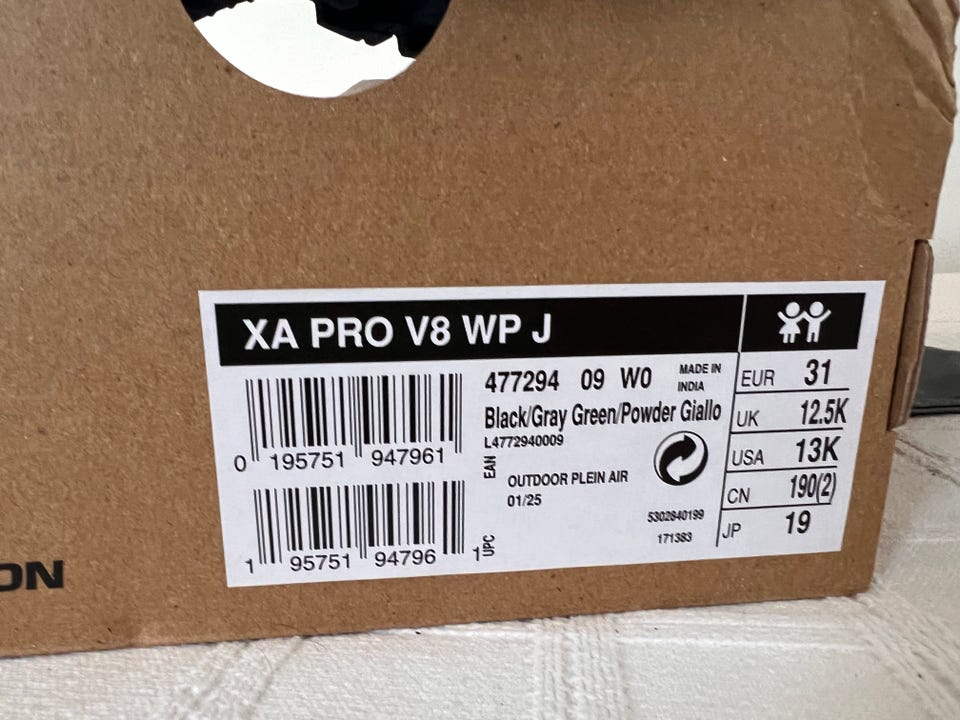 XA PRO V8 WP J
0 195751 947961
EAN
1 95751 94796 1
UPC
477294 09 W0
MADE IN
INDIA
Black/Gray Green/Powder Giallo
L4772940009
OUTDOOR PLEIN AIR
01/25
5302840199
171383
EUR 31
UK 12.5K
USA 13K
CN 190(2)
JP 19
ON